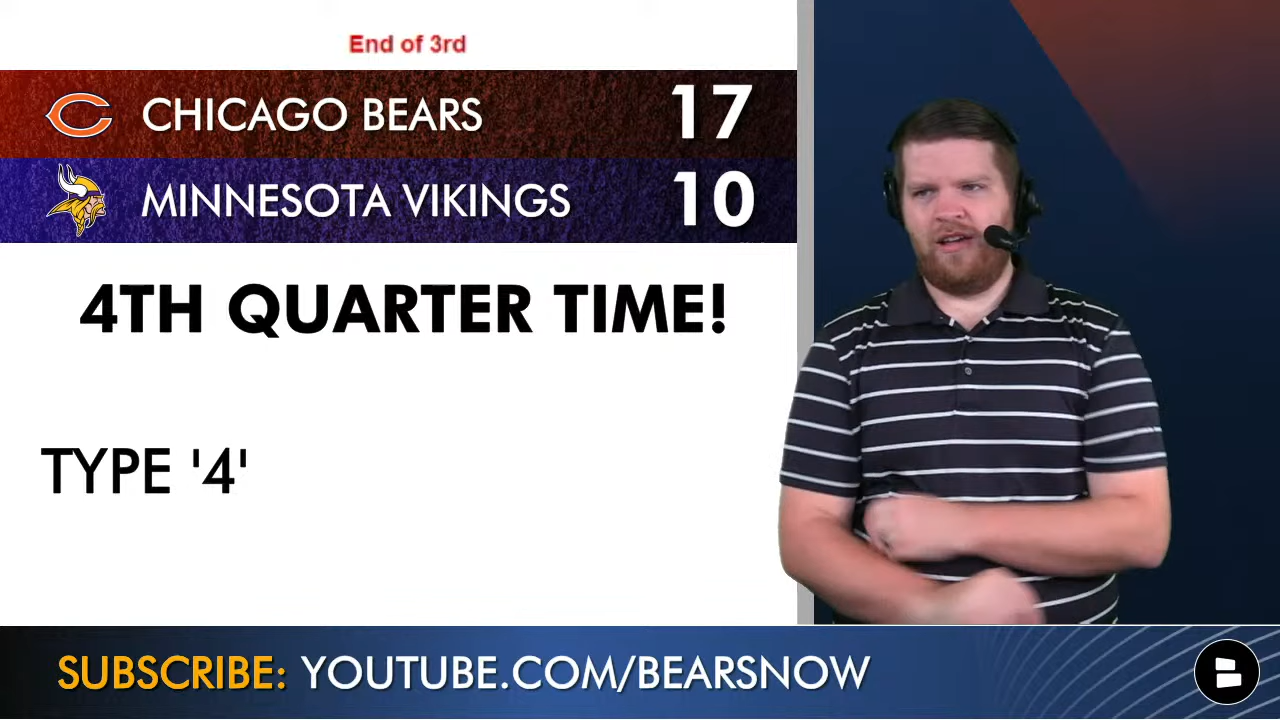 End of 3rd
CHICAGO BEARS 17
MINNESOTA VIKINGS 10
4TH QUARTER TIME!
TYPE '4'
SUBSCRIBE: YOUTUBE.COM/BEARSNOW